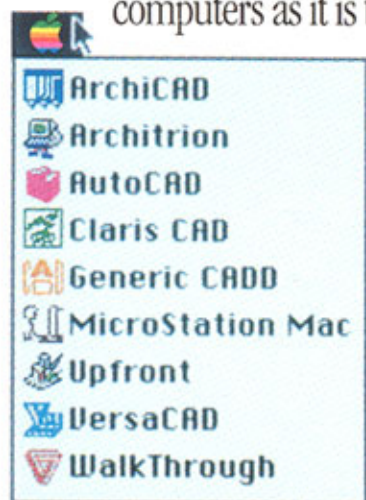 computers as it is
ArchiCAD
Architrion
AutoCAD
Claris CAD
Generic CADD
MicroStation Mac
Upfront
VersaCAD
WalkThrough